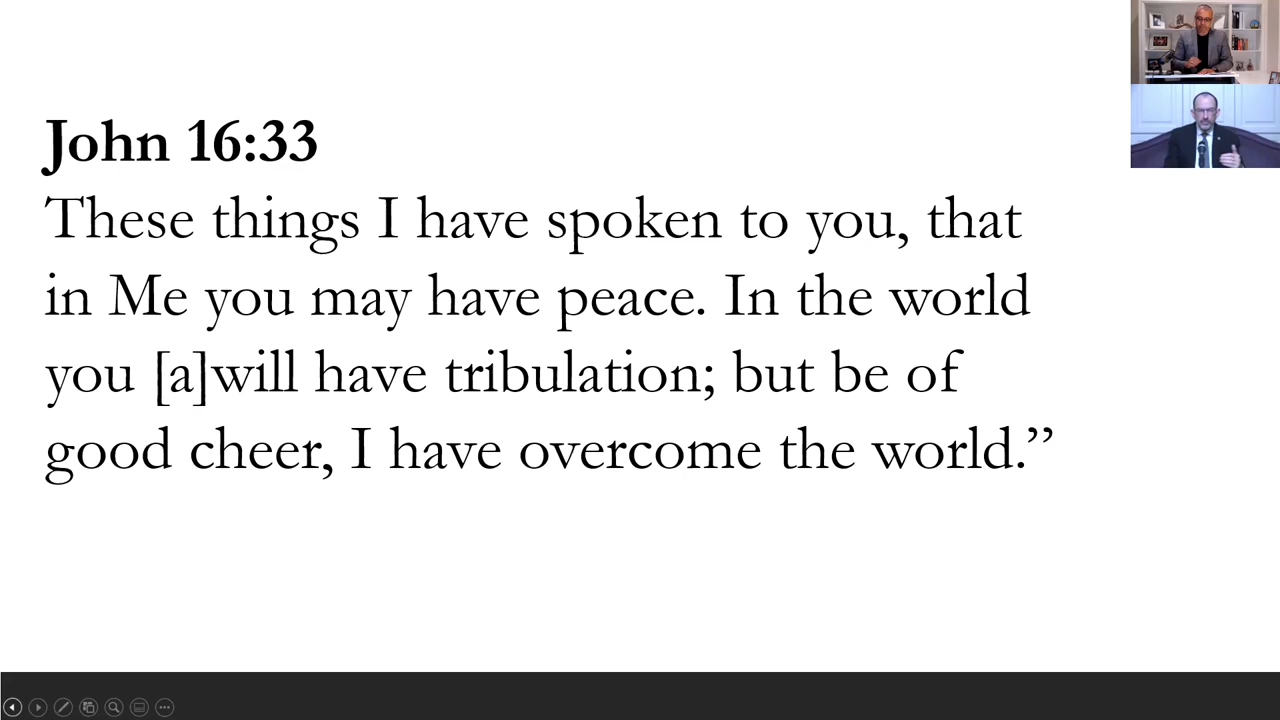 John 16:33
These things I have spoken to you, that
in Me you may have peace. In the world
you [a]will have tribulation; but be of
good cheer, I have overcome the world.”